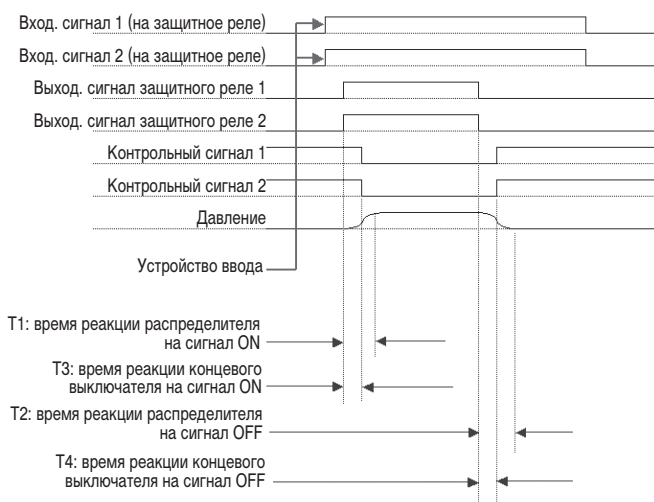 Вход. сигнал 1 (на защитное реле)
Вход. сигнал 2 (на защитное реле)
Выход. сигнал защитного реле 1
Выход. сигнал защитного реле 2
Контрольный сигнал 1
Контрольный сигнал 2
Давление
Устройство ввода
T1: время реакции распределителя
на сигнал ON
T3: время реакции концевого
выключателя на сигнал ON
T2: время реакции распределителя
на сигнал OFF
T4: время реакции концевого
выключателя на сигнал OFF